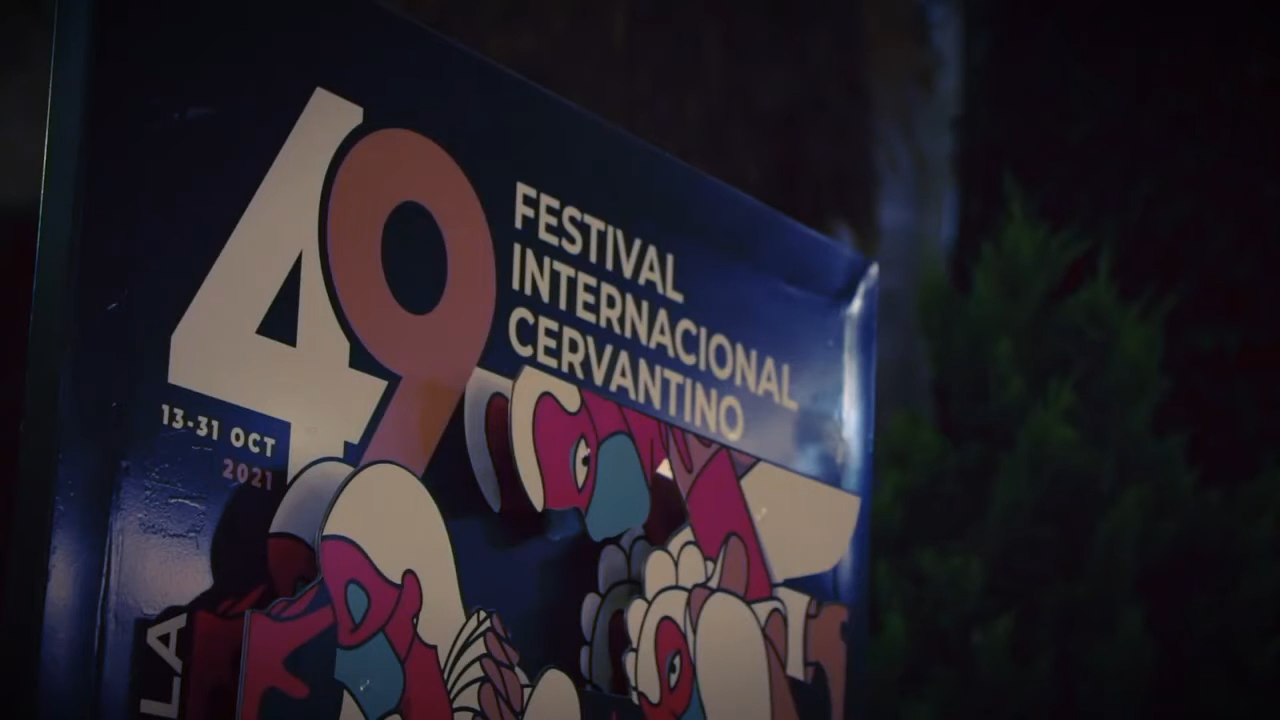 49
FESTIVAL
INTERNACIONAL
CERVANTINO
13-31 OCT
2021
LA